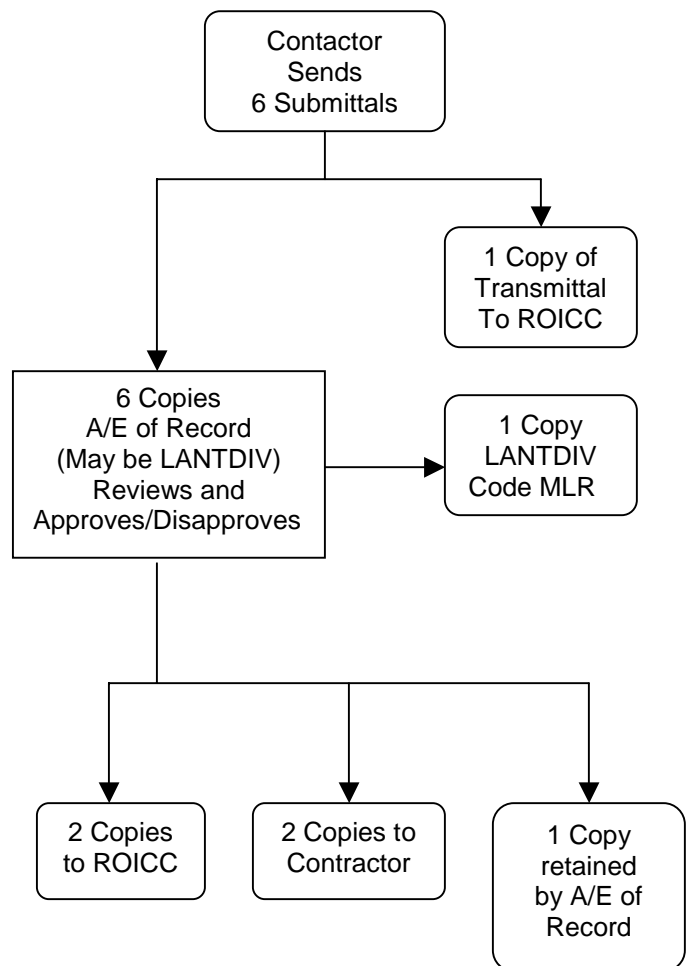 Contactor
Sends
6 Submittals
1 Copy of
Transmittal
To ROICC
6 Copies
A/E of Record
(May be LANTDIV)
Reviews and
Approves/Disapproves
1 Copy
LANTDIV
Code MLR
2 Copies
to ROICC
2 Copies to
Contractor
1 Copy
retained
by A/E of
Record